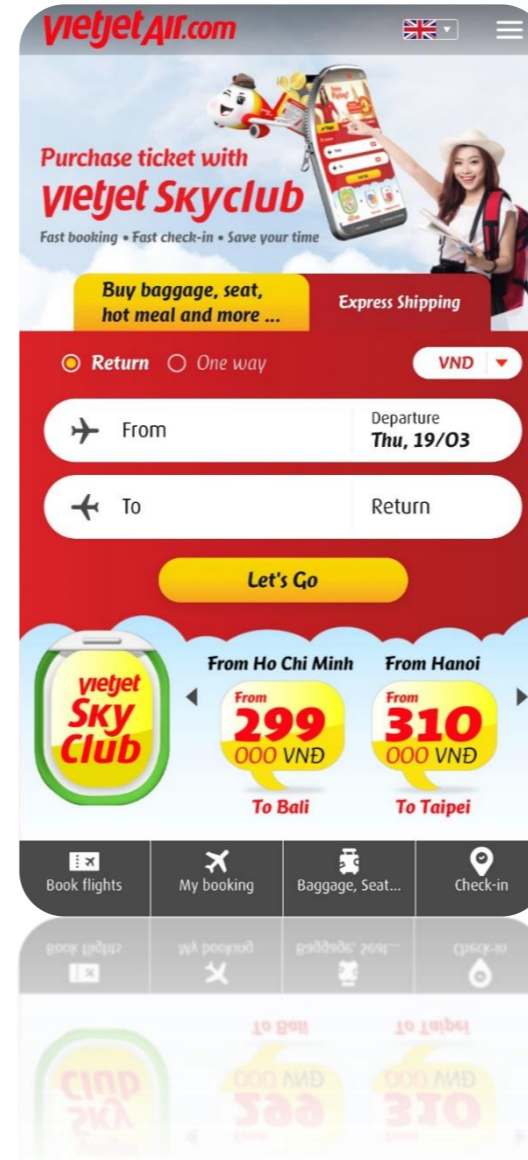 vietjetAir.com
Purchase ticket with
vietjet SKyclub
Fast booking • Fast check-in • Save your time
Buy baggage, seat,
hot meal and more ...
Express Shipping
Return
One way
VND
From
Departure
Thu, 19/03
To
Return
Let's Go
vietjet
SKy
Club
From Ho Chi Minh
From
299
000 VNĐ
To Bali
From Hanoi
From
310
000 VNĐ
To Taipei
Book flights
My booking
Baggage, Seat...
Check-in